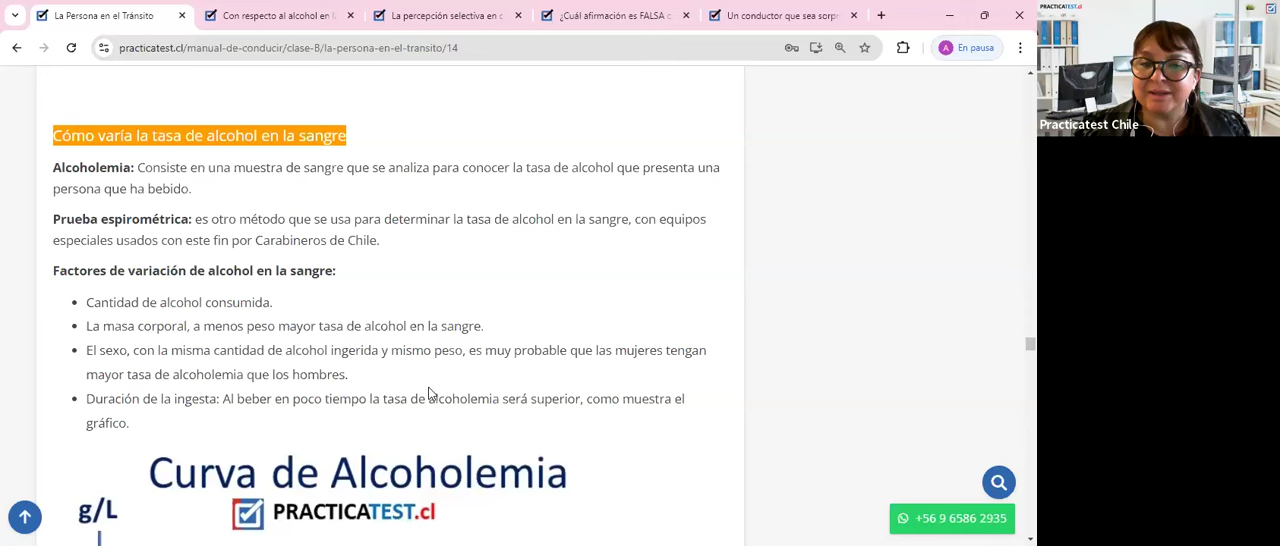 La Persona en el Tránsito
Con respecto al alcohol en l
La percepción selectiva en c
¿Cuál afirmación es FALSA c
Un conductor que sea sorpr
practicatest.cl/manual-de-conducir/clase-B/la-persona-en-el-transito/14
A
En pausa
PRACTICATEST.cl
Practicatest Chile
Cómo varía la tasa de alcohol en la sangre
Alcoholemia: Consiste en una muestra de sangre que se analiza para conocer la tasa de alcohol que presenta una
persona que ha bebido.
Prueba espirométrica: es otro método que se usa para determinar la tasa de alcohol en la sangre, con equipos
especiales usados con este fin por Carabineros de Chile.
Factores de variación de alcohol en la sangre:
Cantidad de alcohol consumida.
La masa corporal, a menos peso mayor tasa de alcohol en la sangre.
El sexo, con la misma cantidad de alcohol ingerida y mismo peso, es muy probable que las mujeres tengan
mayor tasa de alcoholemia que los hombres.
Duración de la ingesta: Al beber en poco tiempo la tasa de alcoholemia será superior, como muestra el
gráfico.
Curva de Alcoholemia
PRACTICATEST.cl
g/L
+56 9 6586 2935